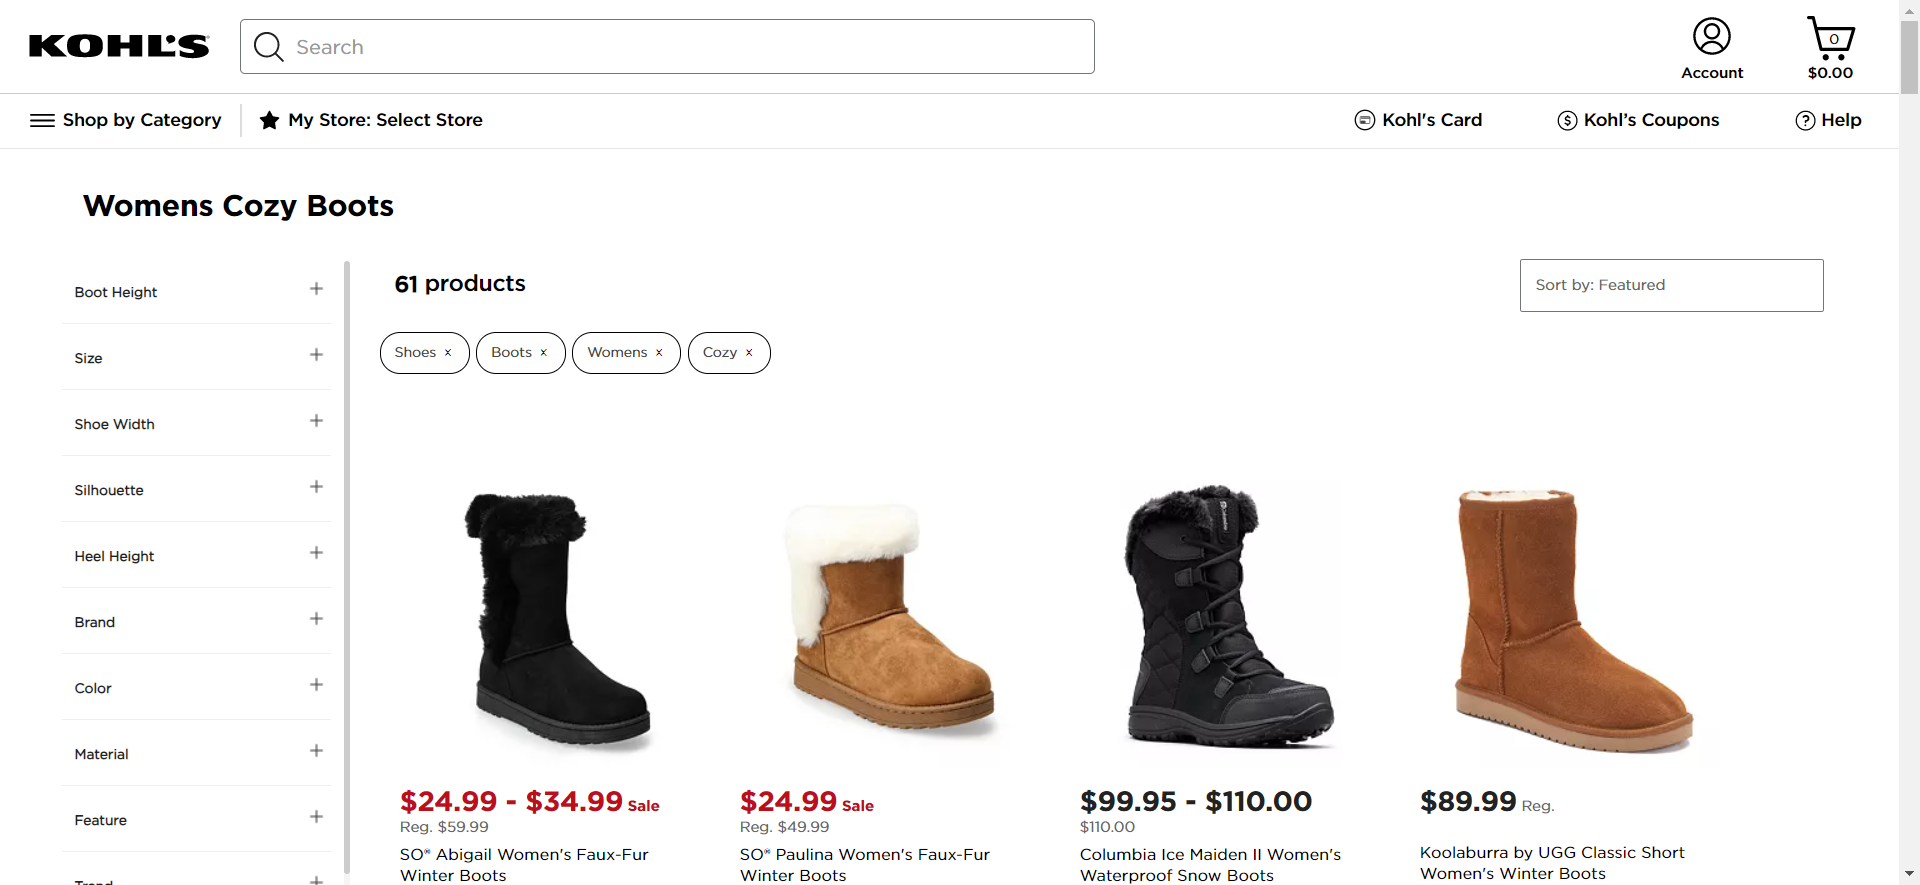 KOHL'S
Search
Account
0
$0.00
Shop by Category
My Store: Select Store
Kohl's Card
Kohl’s Coupons
Help
Womens Cozy Boots
Boot Height
Size
Shoe Width
Silhouette
Heel Height
Brand
Color
Material
Feature
Trend
61 products
Sort by: Featured
Shoes x
Boots x
Womens x
Cozy x
$24.99 - $34.99 Sale
Reg. $59.99
SO® Abigail Women's Faux-Fur
Winter Boots
$24.99 Sale
Reg. $49.99
SO® Paulina Women's Faux-Fur
Winter Boots
Columbia
$99.95 - $110.00
$110.00
Columbia Ice Maiden II Women's
Waterproof Snow Boots
$89.99 Reg.
Koolaburra by UGG Classic Short
Women's Winter Boots